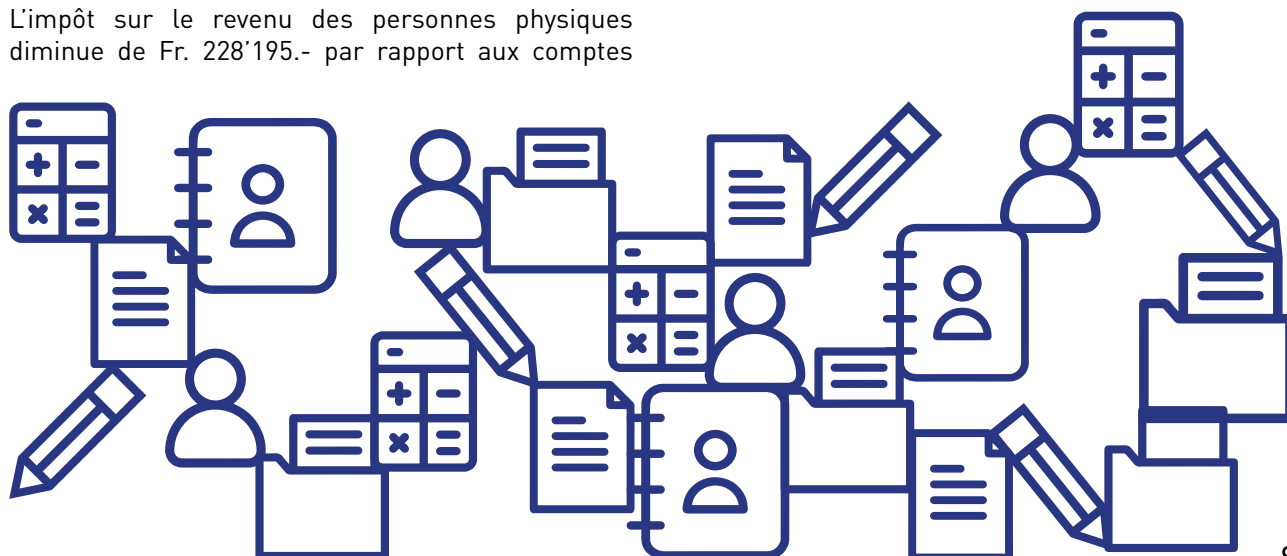 L'impôt sur le revenu des personnes physiques
diminue de Fr. 228'195.- par rapport aux comptes